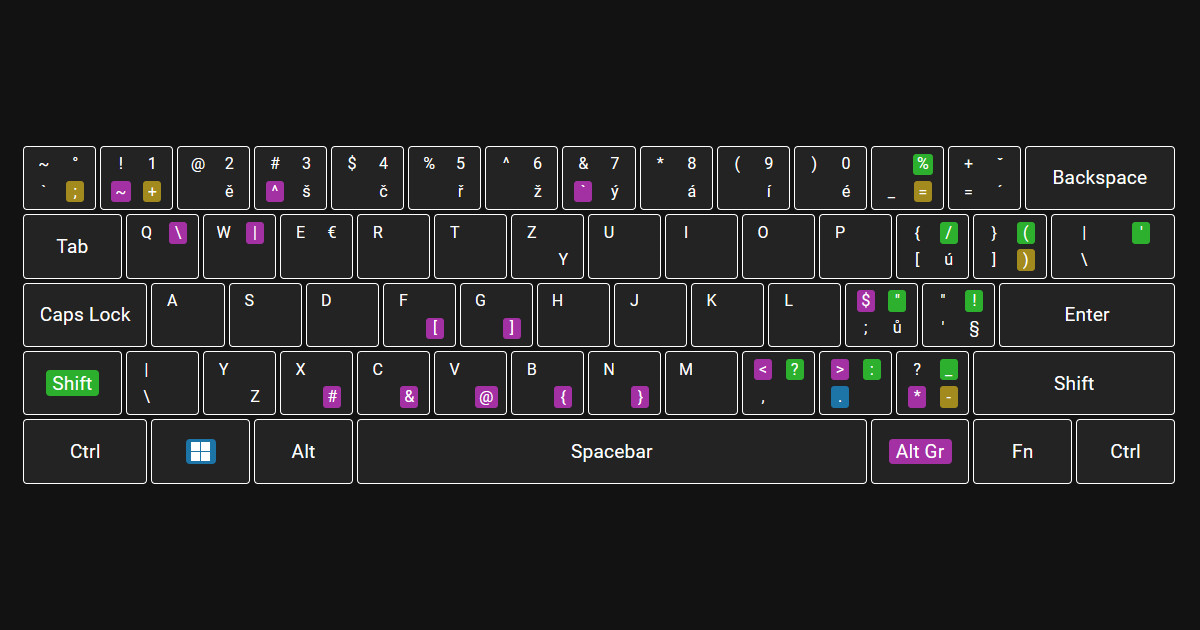 ~ ° ! 1 @ 2 # 3 $ 4 % 5 ^ 6 & 7 * 8 ( 9 ) 0 % + ˇ Backspace
` ; ~ + ě ^ š č ř ž ` ý á í é _ = = ´
Tab Q \ W | E € R T Z U I O P { / } ( | '
Y [ ú ] ) \
Caps Lock A S D F G H J K L $ " " ! Enter
[ ] ; ů ' §
Shift | Y X C V B N M < ? > : ? _ Shift
\ Z # & @ { } , . * -
Ctrl Alt Spacebar Alt Gr Fn Ctrl